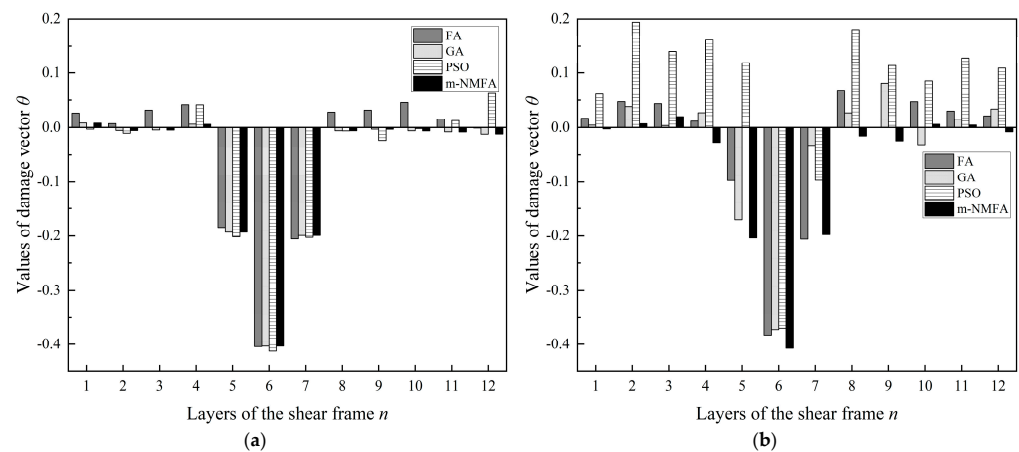 0.2
0.1
0.0
-0.1
-0.2
-0.3
-0.4
Values of damage vector θ
FA
GA
PSO
m-NMFA
1 2 3 4 5 6 7 8 9 10 11 12
Layers of the shear frame n
(a)
0.2
0.1
0.0
-0.1
-0.2
-0.3
-0.4
Values of damage vector θ
FA
GA
PSO
m-NMFA
1 2 3 4 5 6 7 8 9 10 11 12
Layers of the shear frame n
(b)